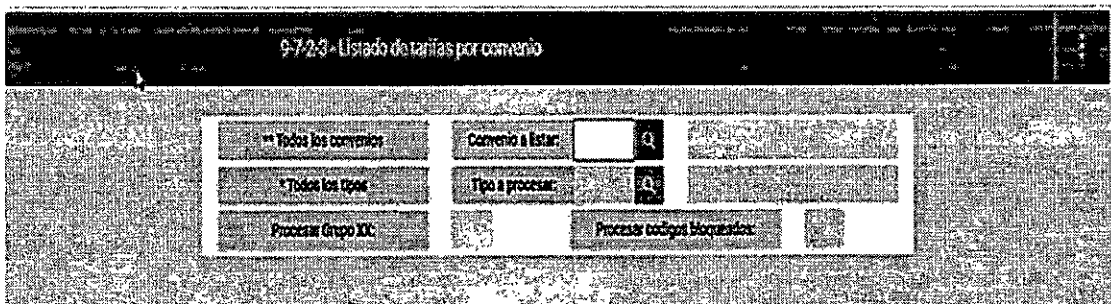 9-7-2-3 - Listado de tarifas por convenio
** Todos los convenios Convenio a listar:
* Todos los tipos Tipo a procesar:
Procesar Grupo XX: Procesar codigos bloqueados: